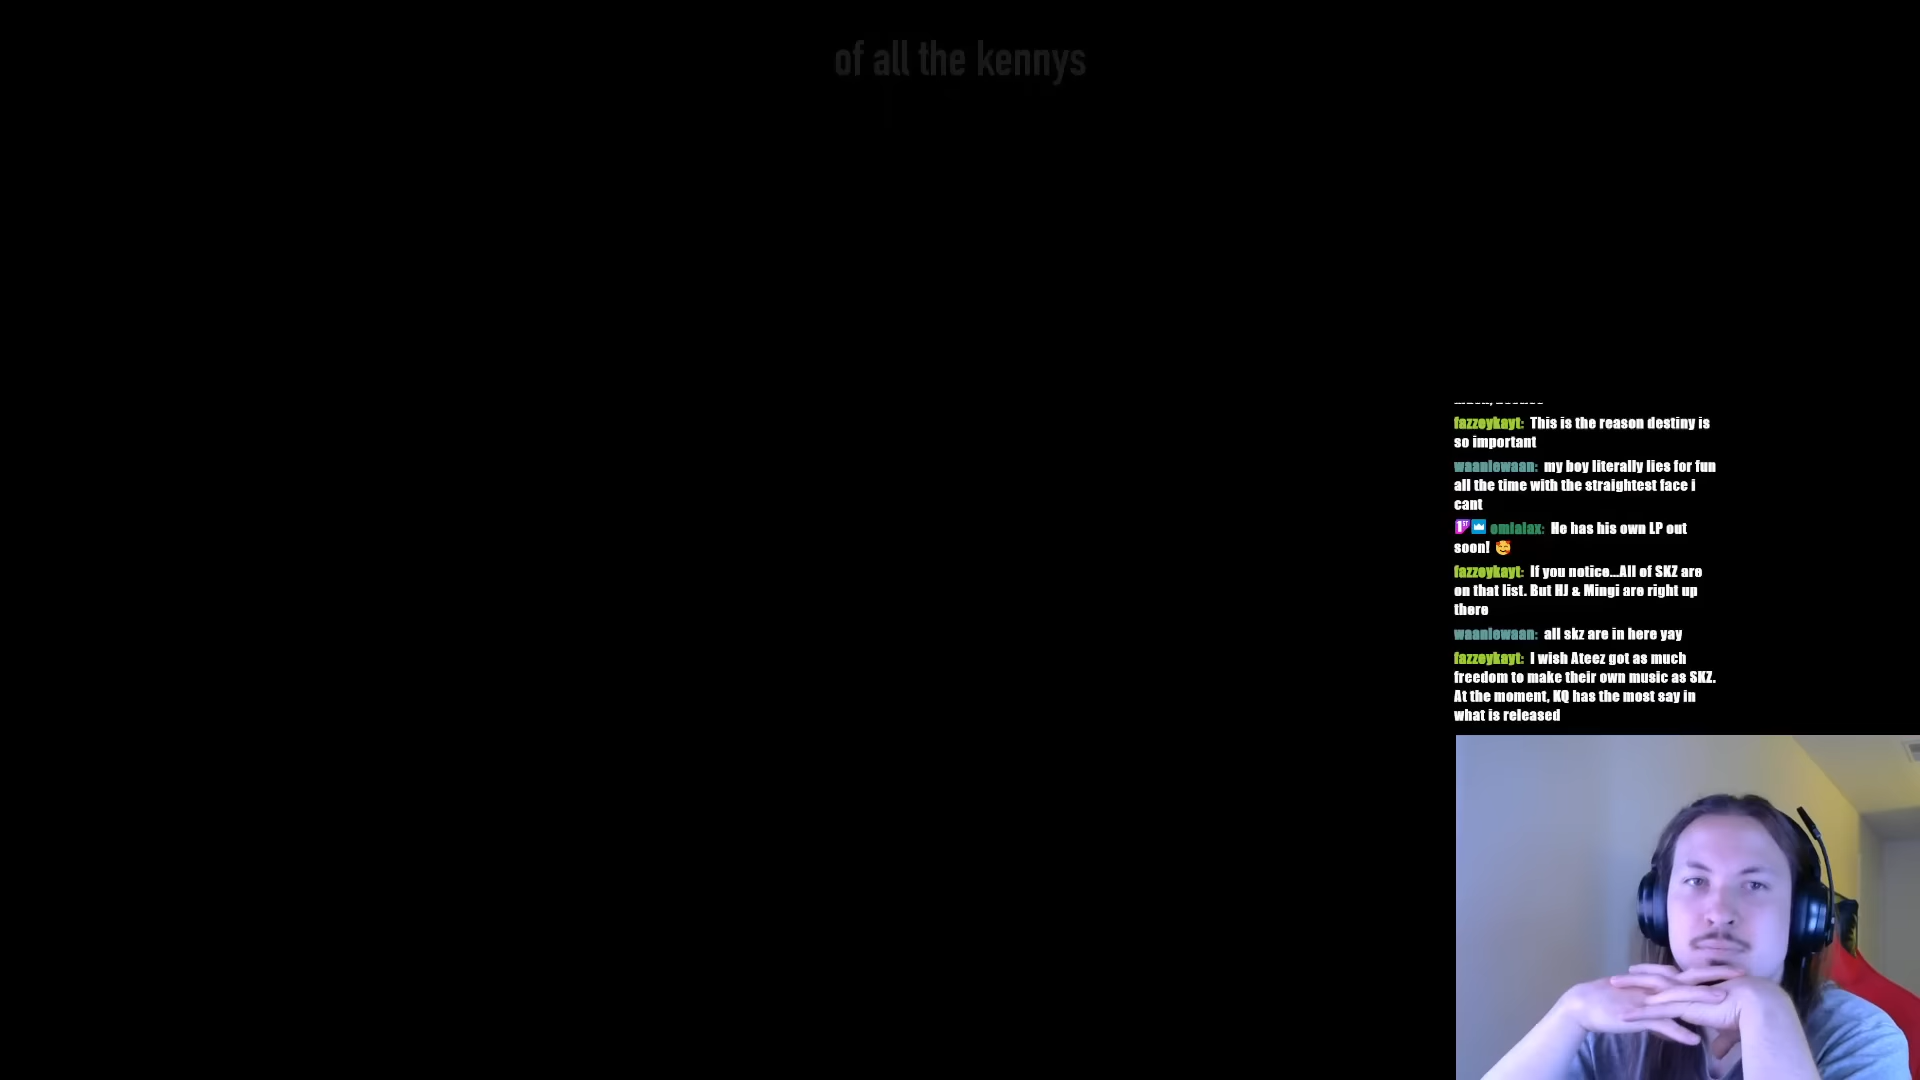 of all the kennys
fazzeykayt: This is the reason destiny is
so important
waaniewaan: my boy literally lies for fun
all the time with the straightest face i
cant
1ST omlalax: He has his own LP out
soon! 🥰
fazzeykayt: If you notice...All of SKZ are
on that list. But HJ & Mingi are right up
there
waaniewaan: all skz are in here yay
fazzeykayt: I wish Ateez got as much
freedom to make their own music as SKZ.
At the moment, KQ has the most say in
what is released